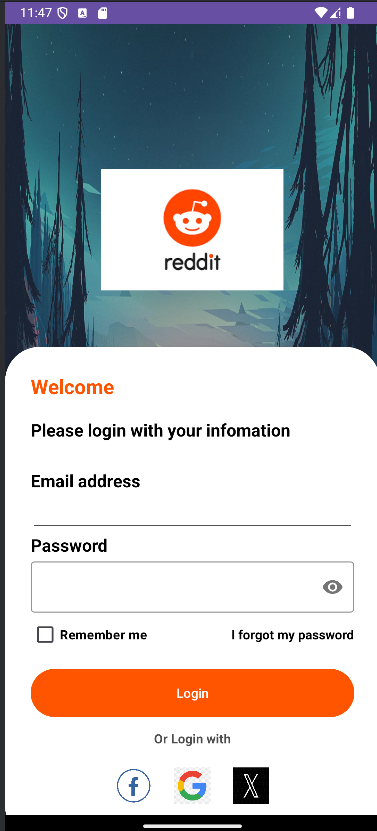 11:47
reddit
Welcome
Please login with your infomation
Email address
Password
Remember me
I forgot my password
Login
Or Login with